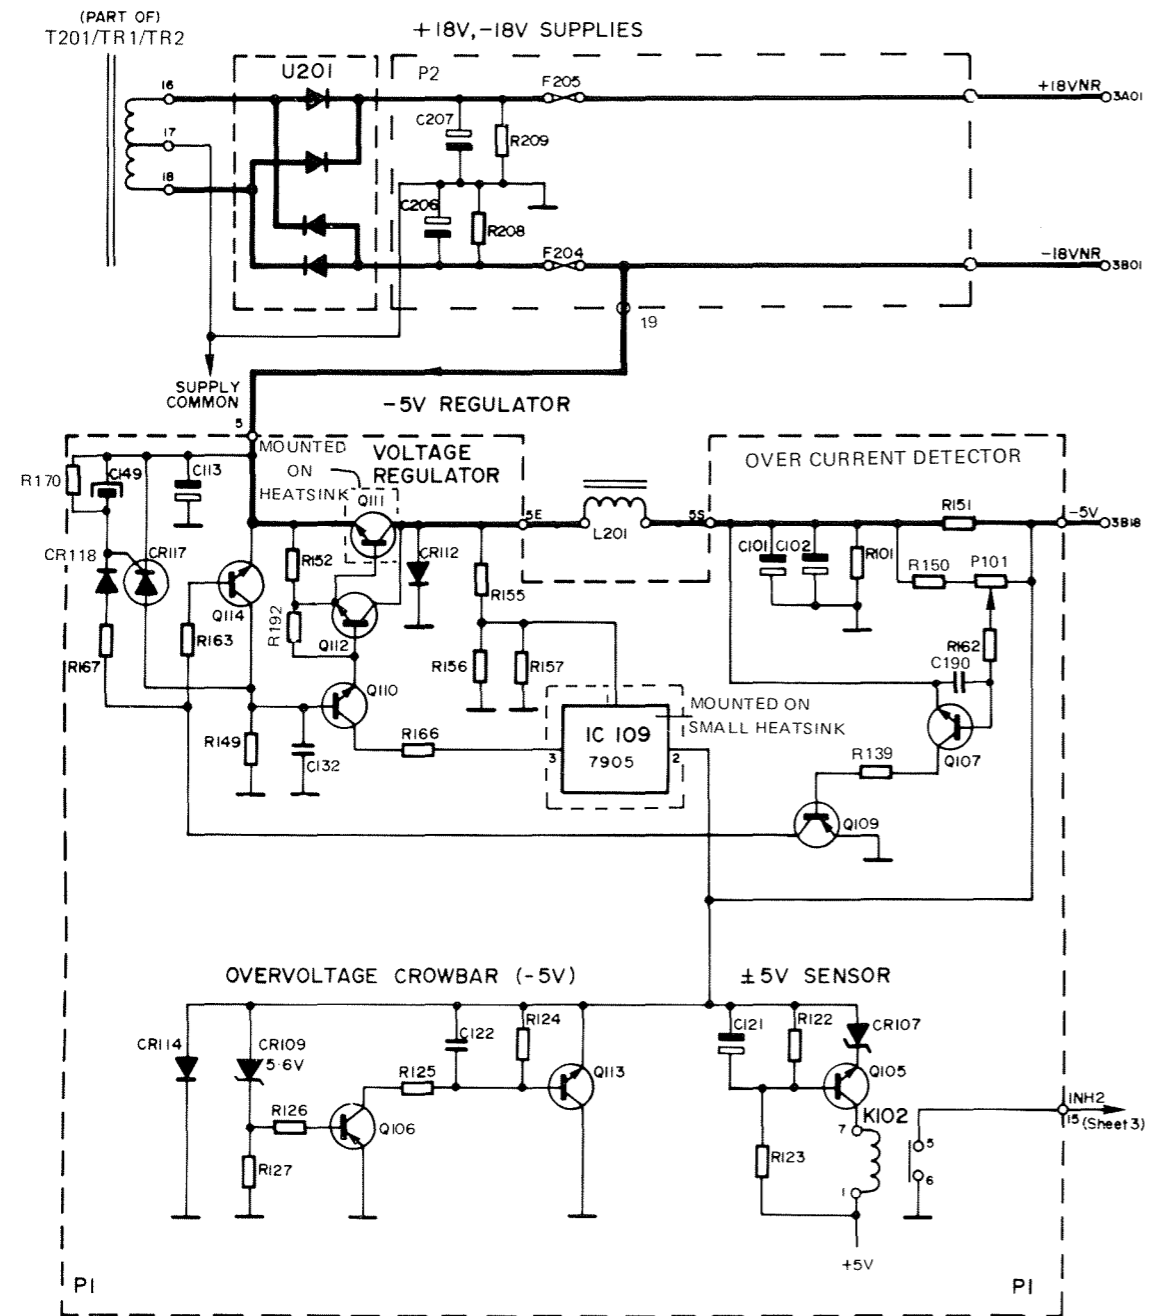 (PART OF)
T201/TR1/TR2
+18V,-18V SUPPLIES
U201
P2
16
17
18
F205
+18VNR
3A01
C207
R209
C206
R208
F204
-18VNR
3B01
19
SUPPLY
COMMON
-5V REGULATOR
5
MOUNTED
ON
HEATSINK
VOLTAGE
REGULATOR
OVER CURRENT DETECTOR
R170
C149
C113
Q111
5E
L201
5S
R151
-5V
3B18
CR118
CR117
R152
CR112
C101
C102
R101
R150
P101
Q114
R155
R192
Q112
R163
R167
R156
R157
R162
C190
Q110
MOUNTED ON
SMALL HEATSINK
R149
C132
R166
3
IC 109
7905
2
Q107
R139
Q109
OVERVOLTAGE CROWBAR (-5V)
±5V SENSOR
CR114
CR109
5·6V
C122
R124
C121
R122
CR107
R125
Q113
Q105
R126
Q106
K102
7
INH2
15
(Sheet 3)
R127
R123
5
6
1
+5V
P1
P1